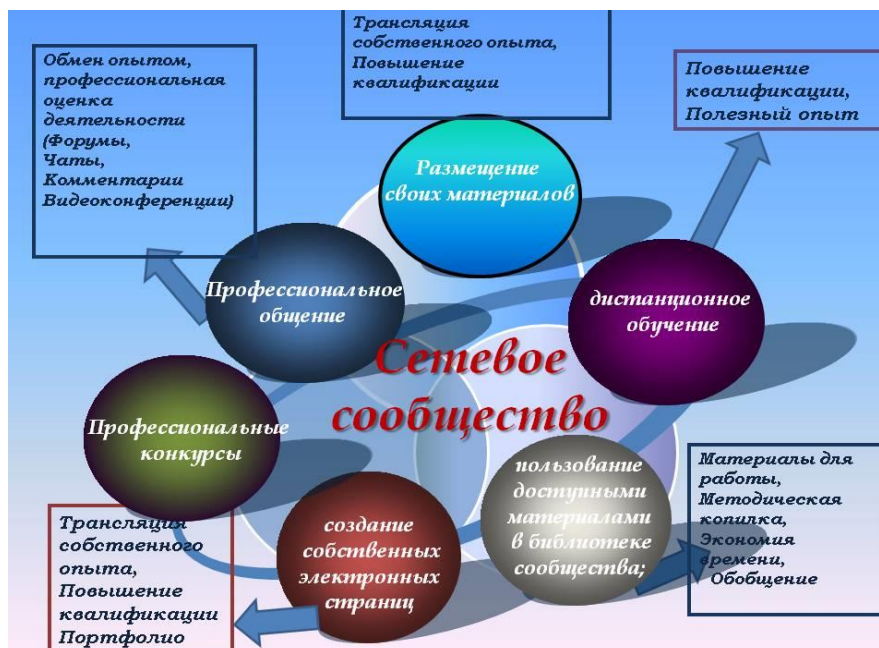 Трансляция
собственного опыта,
Повышение
квалификации
Обмен опытом,
профессиональная
оценка
деятельности
(Форумы,
Чаты,
Комментарии
Видеоконференции)
Повышение
квалификации,
Полезный опыт
Размещение
своих материалов
Профессиональное
общение
дистанционное
обучение
Сетевое
сообщество
Профессиональные
конкурсы
пользование
доступными
материалами
в библиотеке
сообщества;
создание
собственных
электронных
страниц
Материалы для
работы,
Методическая
копилка,
Экономия
времени,
Обобщение
Трансляция
собственного
опыта,
Повышение
квалификации
Портфолио